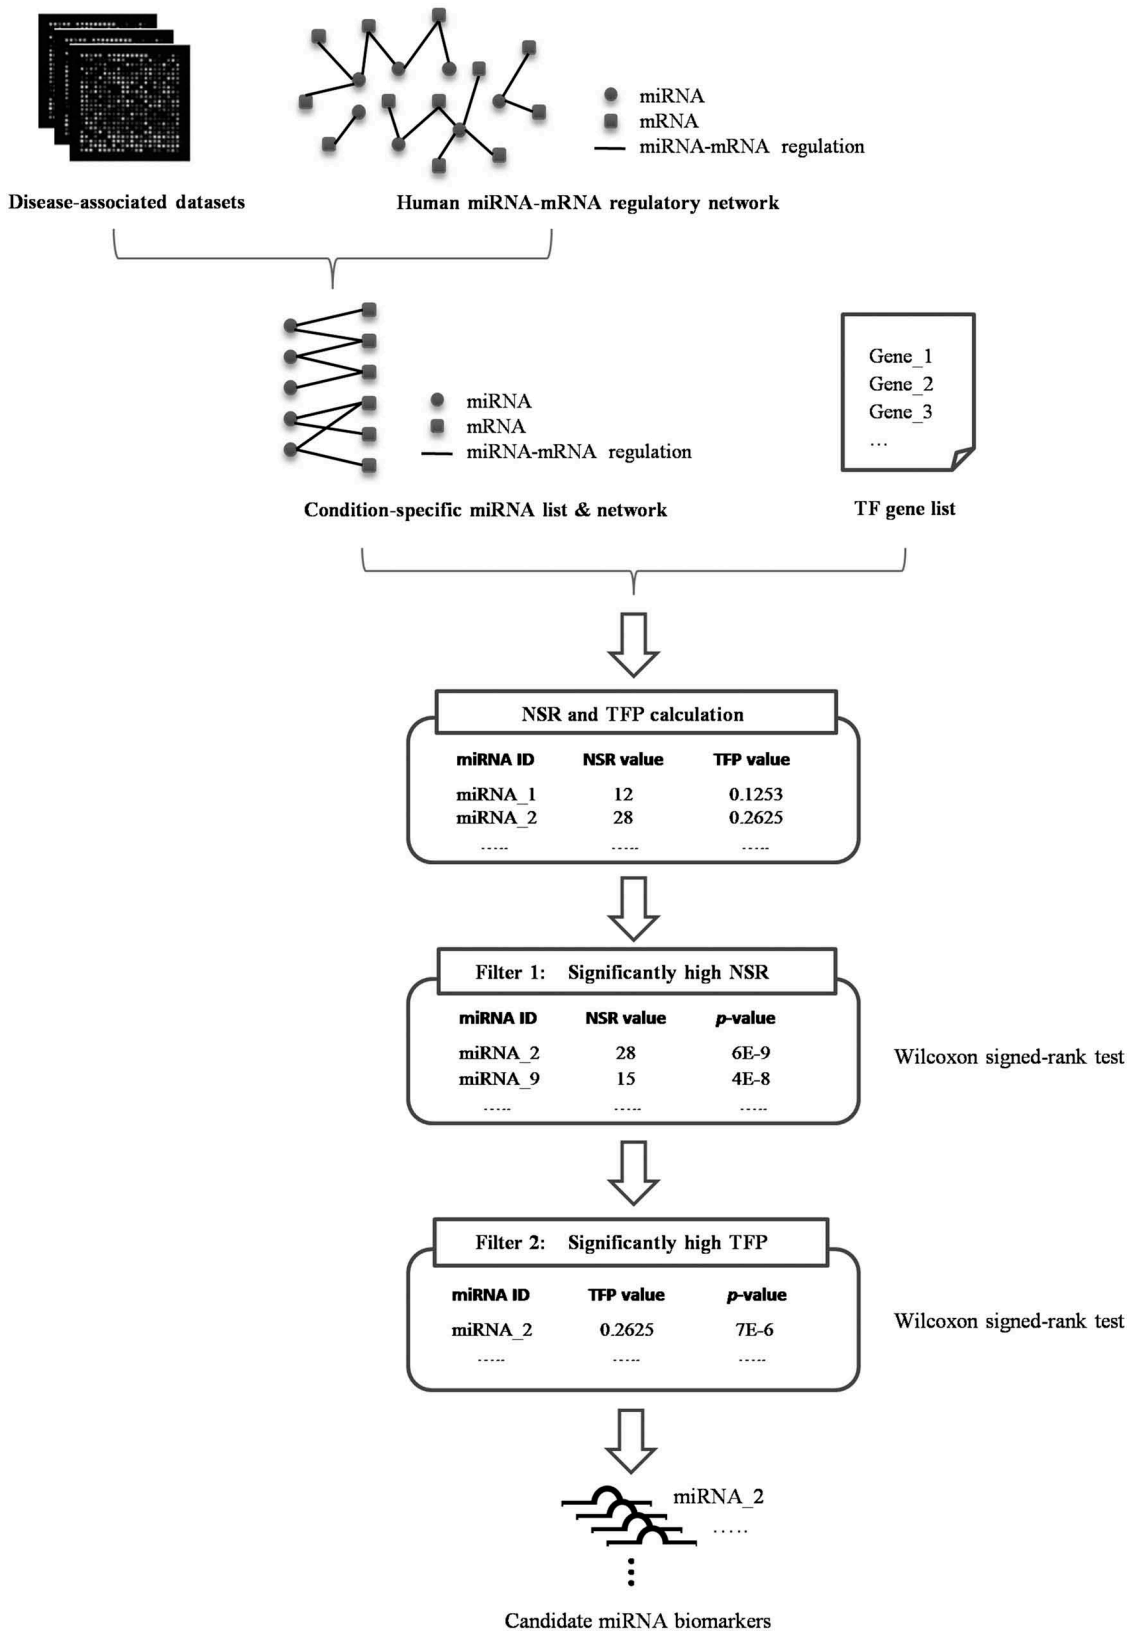 miRNA
mRNA
miRNA-mRNA regulation
Disease-associated datasets
Human miRNA-mRNA regulatory network
Gene_1
Gene_2
Gene_3
...
miRNA
mRNA
miRNA-mRNA regulation
Condition-specific miRNA list & network
TF gene list
NSR and TFP calculation
miRNA ID NSR value TFP value
miRNA_1 12 0.1253
miRNA_2 28 0.2625
..... ..... .....
Filter 1: Significantly high NSR
miRNA ID NSR value p-value
miRNA_2 28 6E-9
miRNA_9 15 4E-8
..... ..... .....
Wilcoxon signed-rank test
Filter 2: Significantly high TFP
miRNA ID TFP value p-value
miRNA_2 0.2625 7E-6
..... ..... .....
Wilcoxon signed-rank test
miRNA_2
.....
Candidate miRNA biomarkers